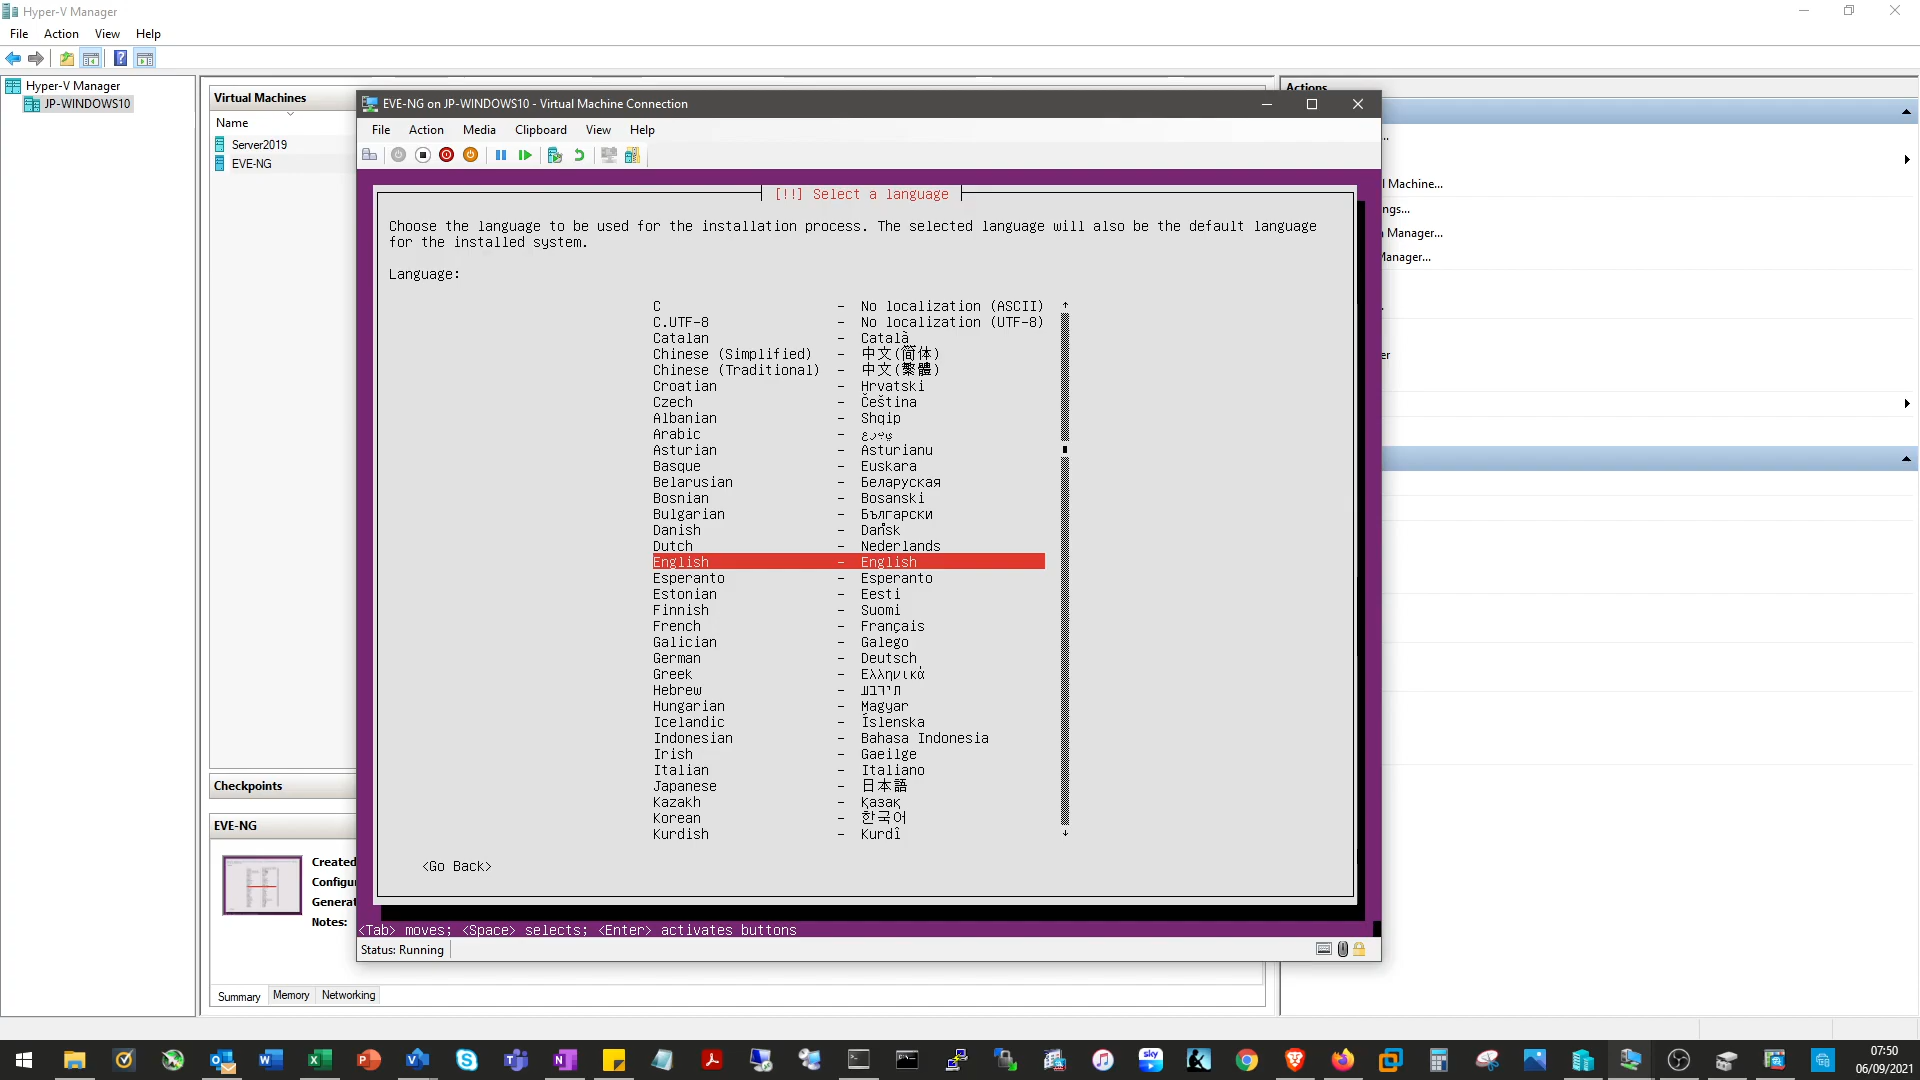 Hyper-V Manager
File Action View Help
Hyper-V Manager
JP-WINDOWS10
Virtual Machines
Name
Server2019
EVE-NG
Checkpoints
EVE-NG
Created
Configu
Generat
Notes:
Summary Memory Networking
EVE-NG on JP-WINDOWS10 - Virtual Machine Connection
File Action Media Clipboard View Help
[!!] Select a language
Choose the language to be used for the installation process. The selected language will also be the default language
for the installed system.
Language:
C - No localization (ASCII)
C.UTF-8 - No localization (UTF-8)
Catalan - Català
Chinese (Simplified) - 中文(简体)
Chinese (Traditional) - 中文(繁體)
Croatian - Hrvatski
Czech - Čeština
Albanian - Shqip
Arabic - عربي
Asturian - Asturianu
Basque - Euskara
Belarusian - Беларуская
Bosnian - Bosanski
Bulgarian - Български
Danish - Dansk
Dutch - Nederlands
English - English
Esperanto - Esperanto
Estonian - Eesti
Finnish - Suomi
French - Français
Galician - Galego
German - Deutsch
Greek - Ελληνικά
Hebrew - עברית
Hungarian - Magyar
Icelandic - Íslenska
Indonesian - Bahasa Indonesia
Irish - Gaeilge
Italian - Italiano
Japanese - 日本語
Kazakh - Қазақ
Korean - 한국어
Kurdish - Kurdî
<Go Back>
<Tab> moves; <Space> selects; <Enter> activates buttons
Status: Running
Actions
...
l Machine...
ngs...
n Manager...
Manager...
er
sky
07:50
06/09/2021